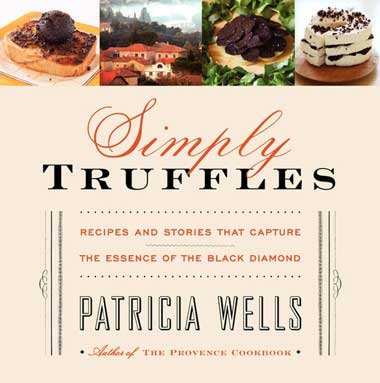 Simply
TRUFFLES
RECIPES AND STORIES THAT CAPTURE
THE ESSENCE OF THE BLACK DIAMOND
PATRICIA WELLS
Author of THE PROVENCE COOKBOOK